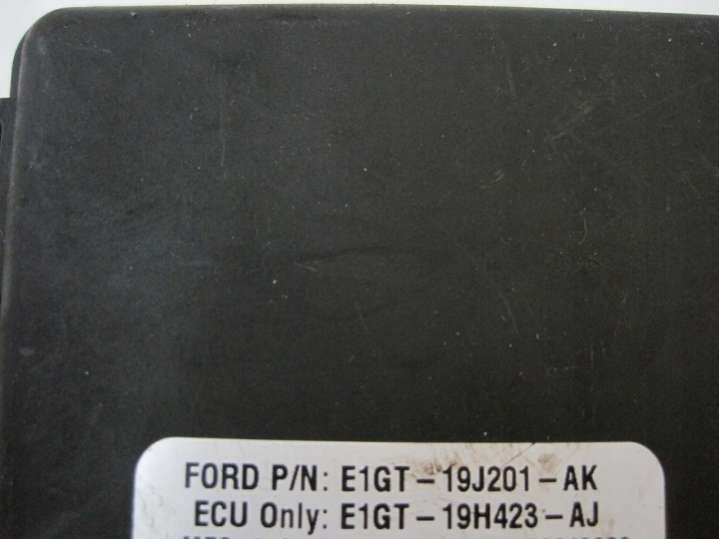 FORD P/N: E1GT-19J201-AK
ECU Only: E1GT-19H423-AJ